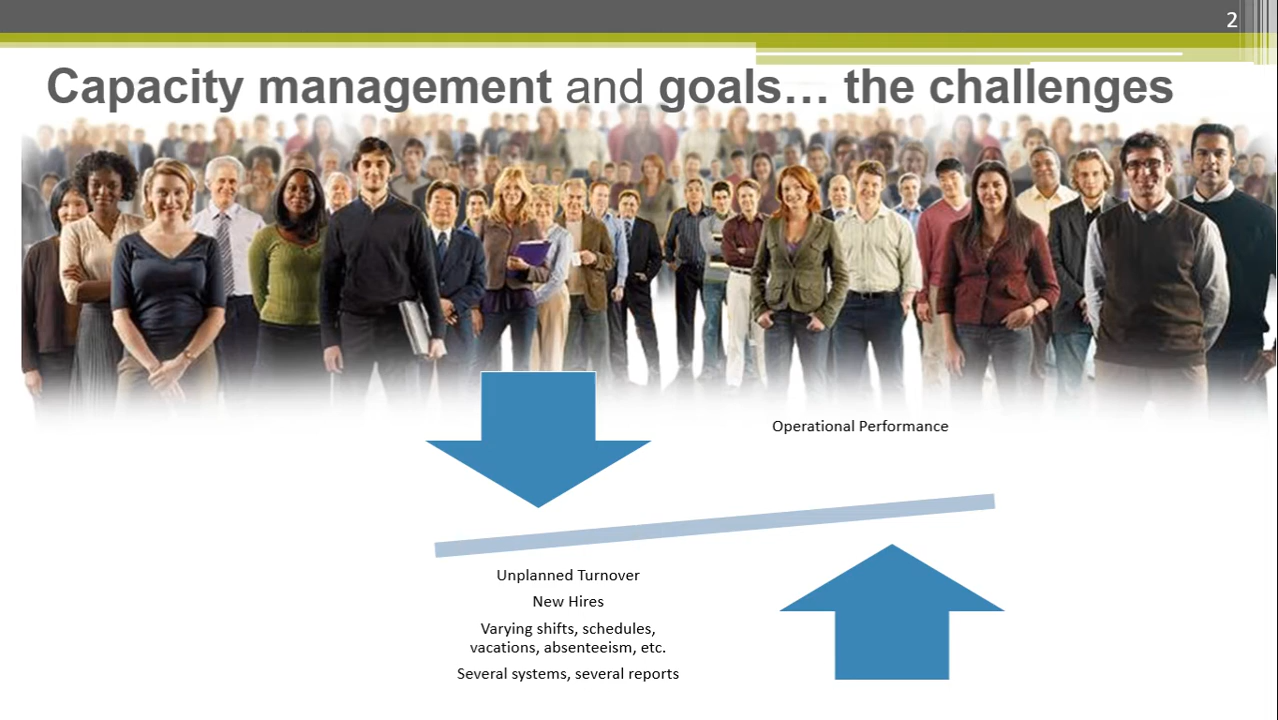 2
Capacity management and goals… the challenges
Operational Performance
Unplanned Turnover
New Hires
Varying shifts, schedules,
vacations, absenteeism, etc.
Several systems, several reports